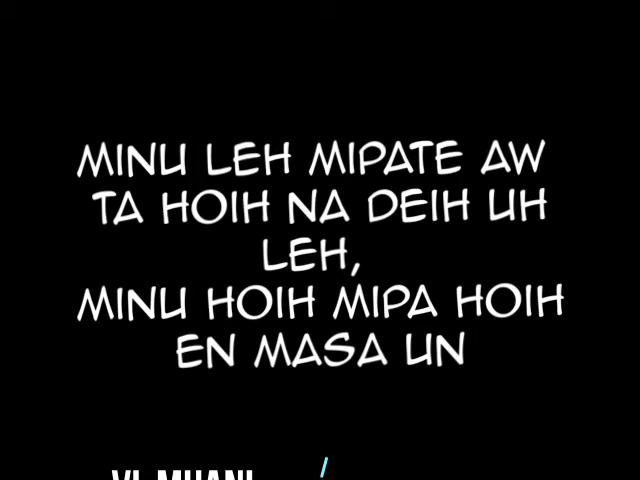 MINU LEH MIPATE AW
TA HOIH NA DEIH UH
LEH,
MINU HOIH MIPA HOIH
EN MASA UN